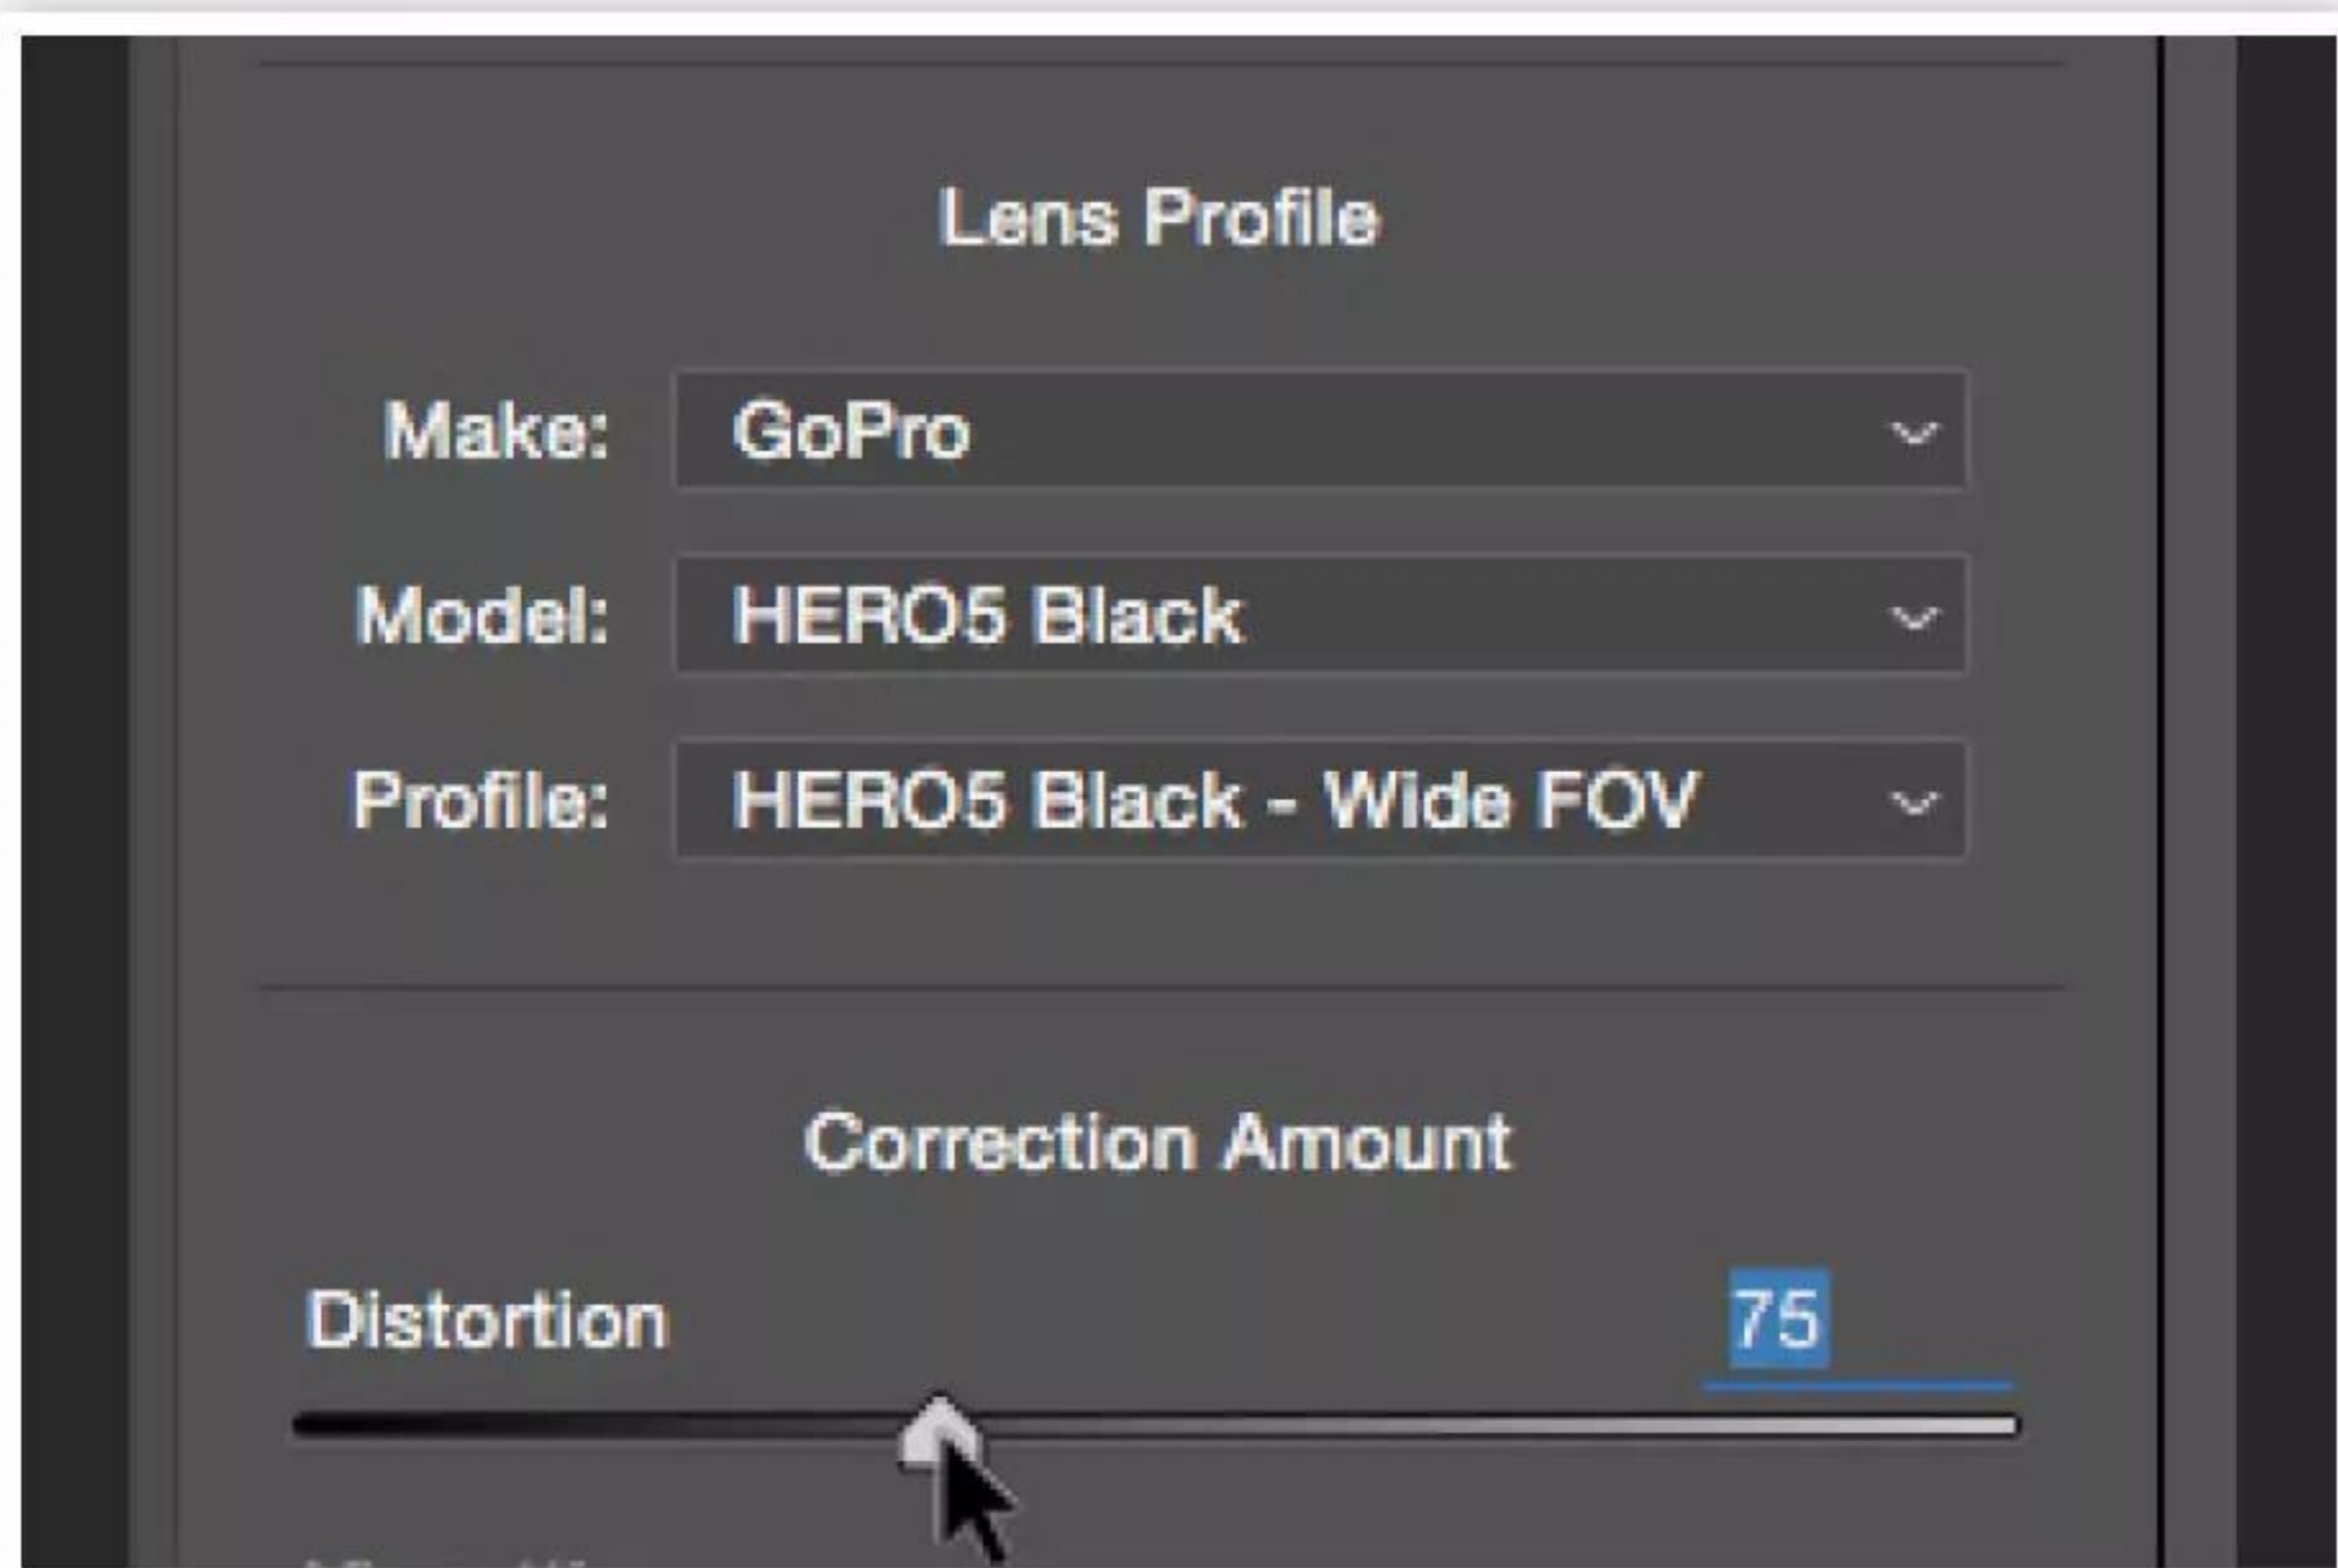 Lens Profile
Make: GoPro
Model: HERO5 Black
Profile: HERO5 Black - Wide FOV
Correction Amount
Distortion 75